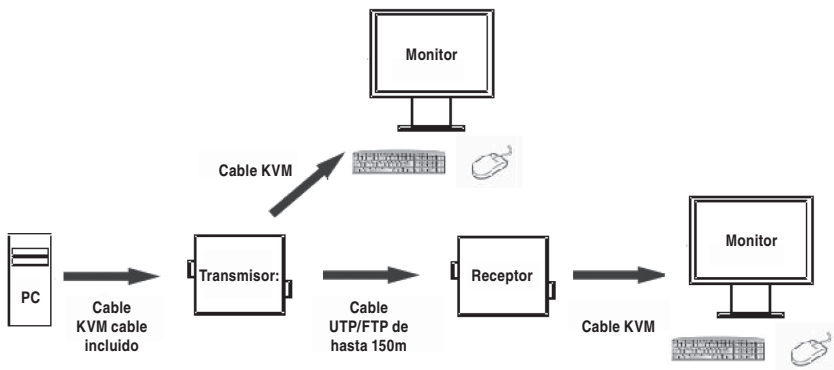 Monitor
Cable KVM
PC
Cable
KVM cable
incluido
Transmisor:
Cable
UTP/FTP de
hasta 150m
Receptor
Cable KVM
Monitor